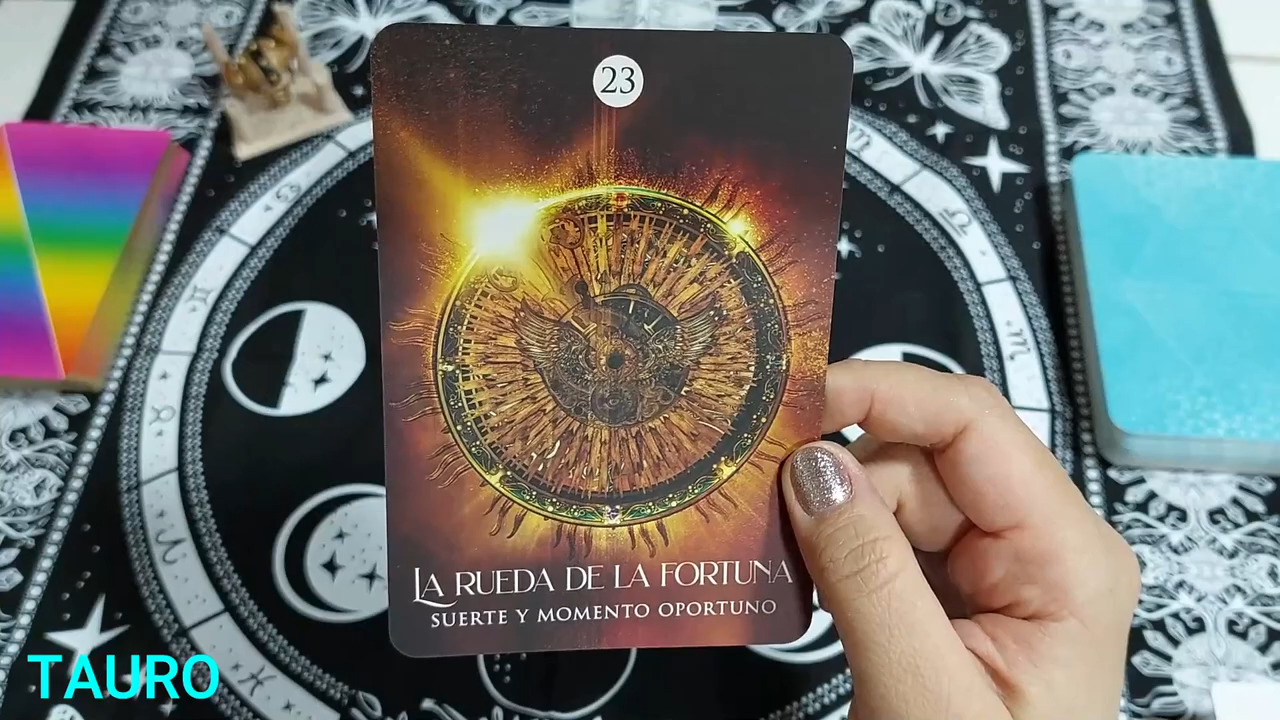 23
LA RUEDA DE LA FORTUNA
SUERTE Y MOMENTO OPORTUNO
TAURO